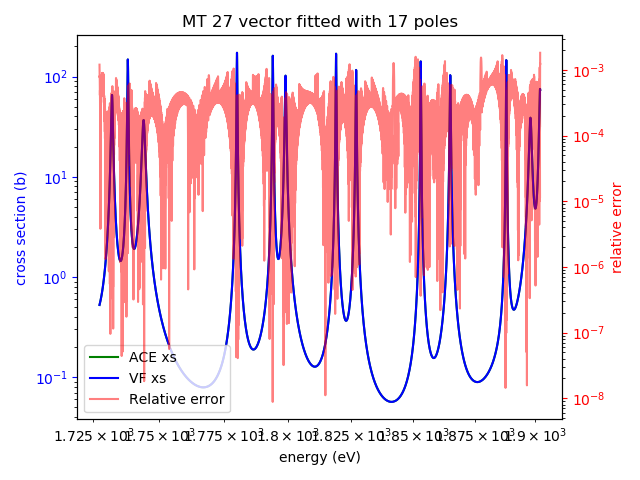 MT 27 vector fitted with 17 poles
cross section (b)
10²
10¹
10⁰
10⁻¹
10⁻³
10⁻⁴
10⁻⁵
10⁻⁶
10⁻⁷
10⁻⁸
relative error
ACE xs
VF xs
Relative error
1.725 × 10³ 1.75 × 10³ 1.775 × 10³ 1.8 × 10³ 1.825 × 10³ 1.85 × 10³ 1.875 × 10³ 1.9 × 10³
energy (eV)